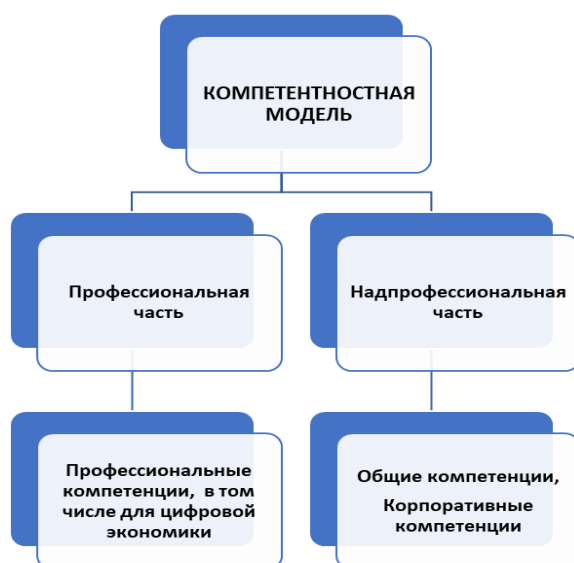 КОМПЕТЕНТНОСТНАЯ
МОДЕЛЬ
Профессиональная
часть
Надпрофессиональная
часть
Профессиональные
компетенции, в том
числе для цифровой
экономики
Общие компетенции,
Корпоративные
компетенции